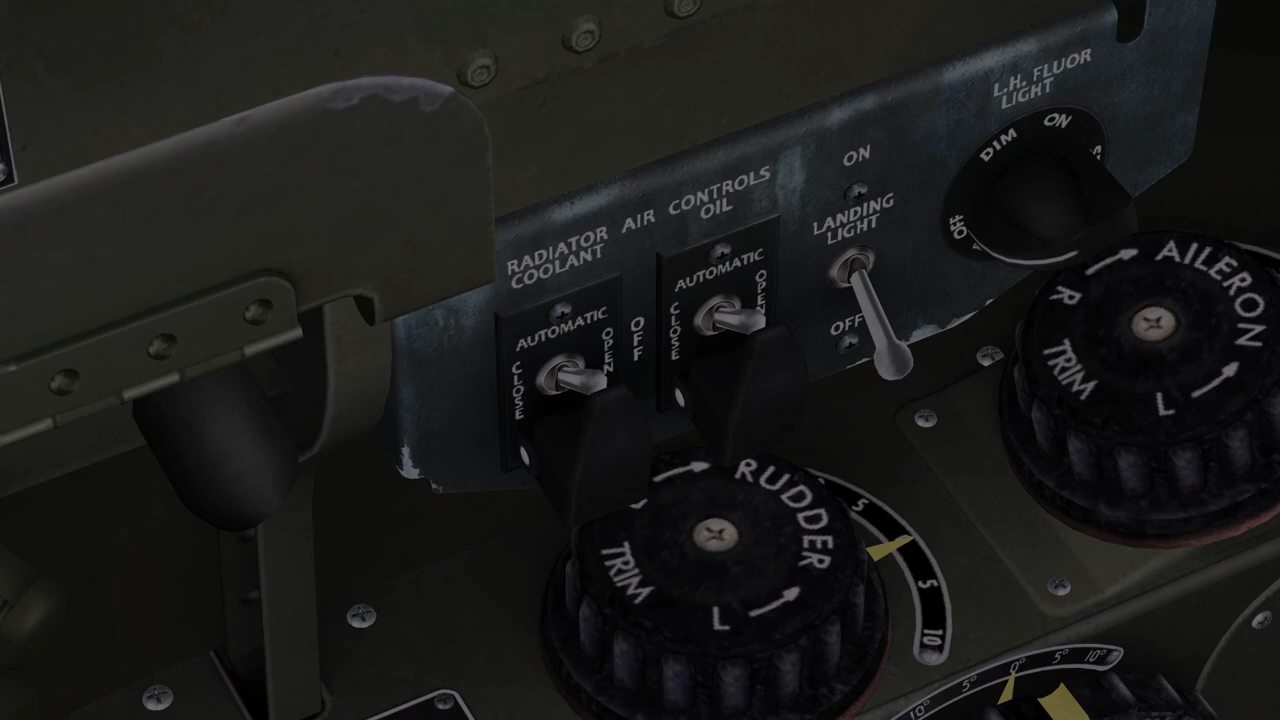 L.H. FLUOR
LIGHT
DIM
ON
OFF
ON
LANDING
LIGHT
OFF
RADIATOR AIR CONTROLS
COOLANT
OIL
AUTOMATIC
CLOSE
OPEN
OFF
AUTOMATIC
CLOSE
OPEN
AILERON
TRIM
R
L
RUDDER
TRIM
L
5
5
10
10° 5° 0° 5° 10°